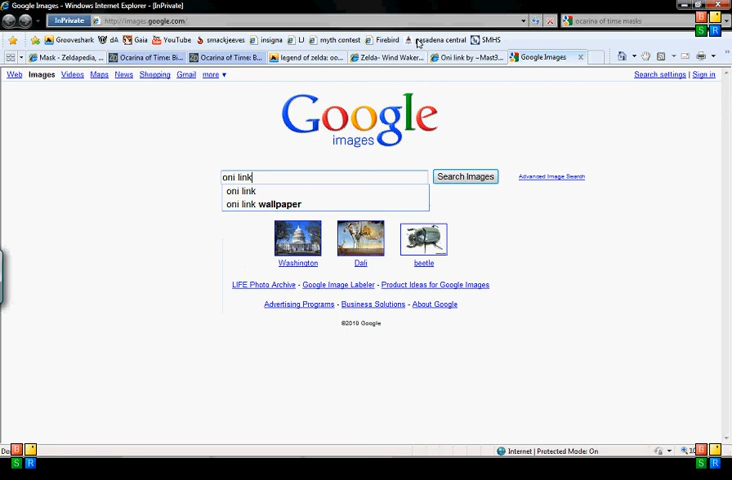 Google Images - Windows Internet Explorer - [InPrivate]
InPrivate http://images.google.com/ ocarina of time masks
Grooveshark dA Gaia YouTube smackjeeves insigna LJ myth contest Firebird pasadena central SMHS
Mask - Zeldapedia, ... Ocarina of Time: Bi... Ocarina of Time: B... legend of zelda: oo... Zelda- Wind Waker... Oni link by ~Mast3... Google Images
Web Images Videos Maps News Shopping Gmail more ▼ Search settings | Sign in
Google
images
oni link Search Images Advanced Image Search
oni link
oni link wallpaper
Washington Dali beetle
LIFE Photo Archive - Google Image Labeler - Product Ideas for Google Images
Advertising Programs - Business Solutions - About Google
©2010 Google
Internet | Protected Mode: On
B
S R
B
S R
B
S R